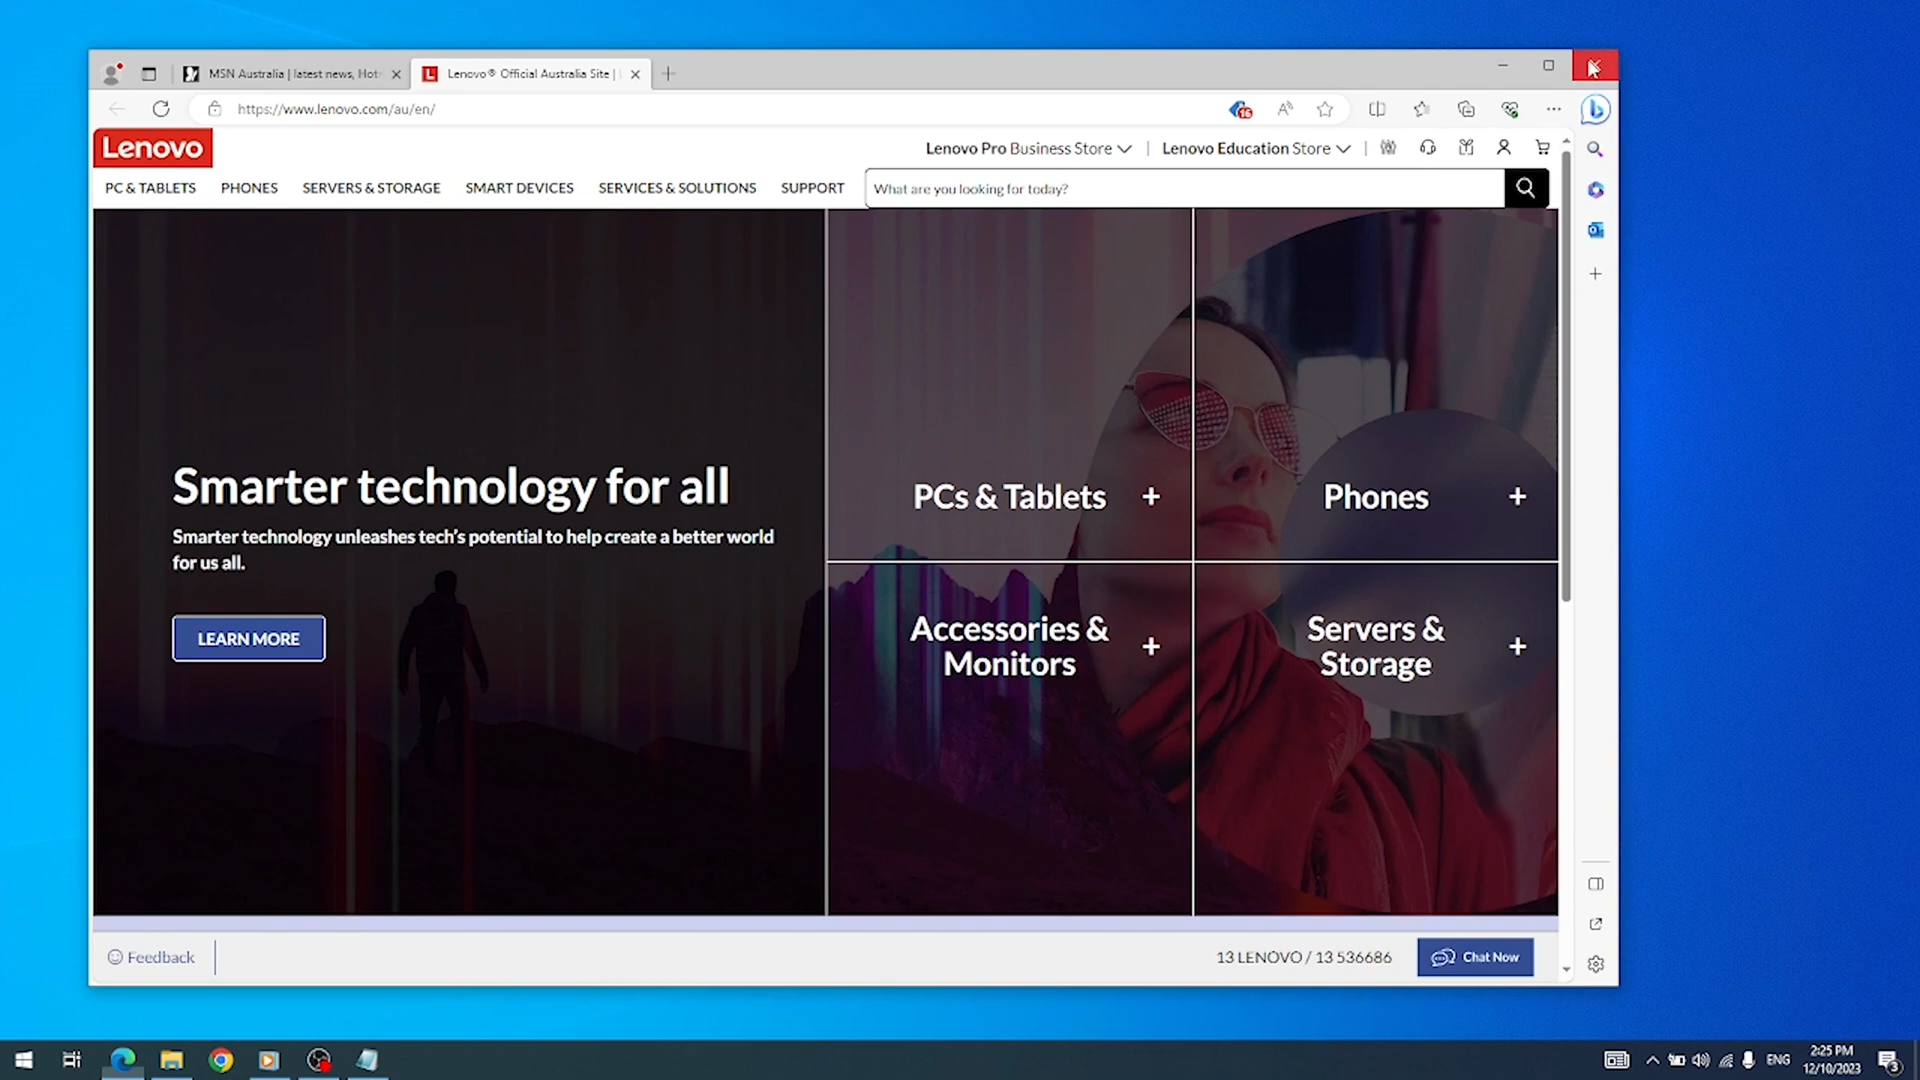 MSN Australia | latest news, Hot
Lenovo® Official Australia Site |
https://www.lenovo.com/au/en/
16
Lenovo
Lenovo Pro Business Store
Lenovo Education Store
PC & TABLETS
PHONES
SERVERS & STORAGE
SMART DEVICES
SERVICES & SOLUTIONS
SUPPORT
What are you looking for today?
Smarter technology for all
Smarter technology unleashes tech's potential to help create a better world
for us all.
LEARN MORE
PCs & Tablets +
Phones +
Accessories &
Monitors +
Servers &
Storage +
Feedback
13 LENOVO / 13 536686
Chat Now
ENG
2:25 PM
12/10/2023
3